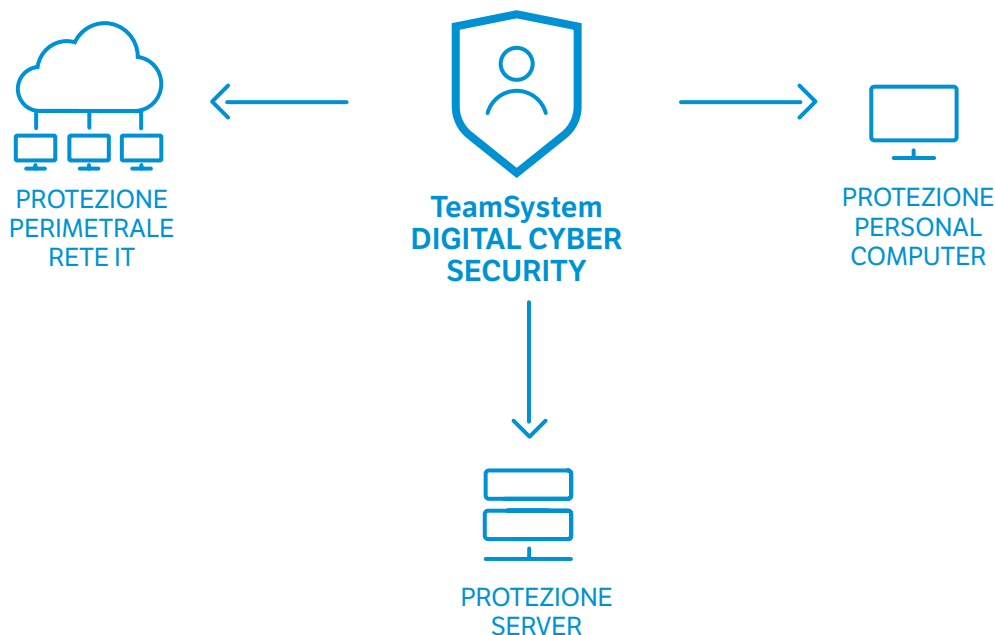 PROTEZIONE
PERIMETRALE
RETE IT
TeamSystem
DIGITAL CYBER
SECURITY
PROTEZIONE
PERSONAL
COMPUTER
PROTEZIONE
SERVER